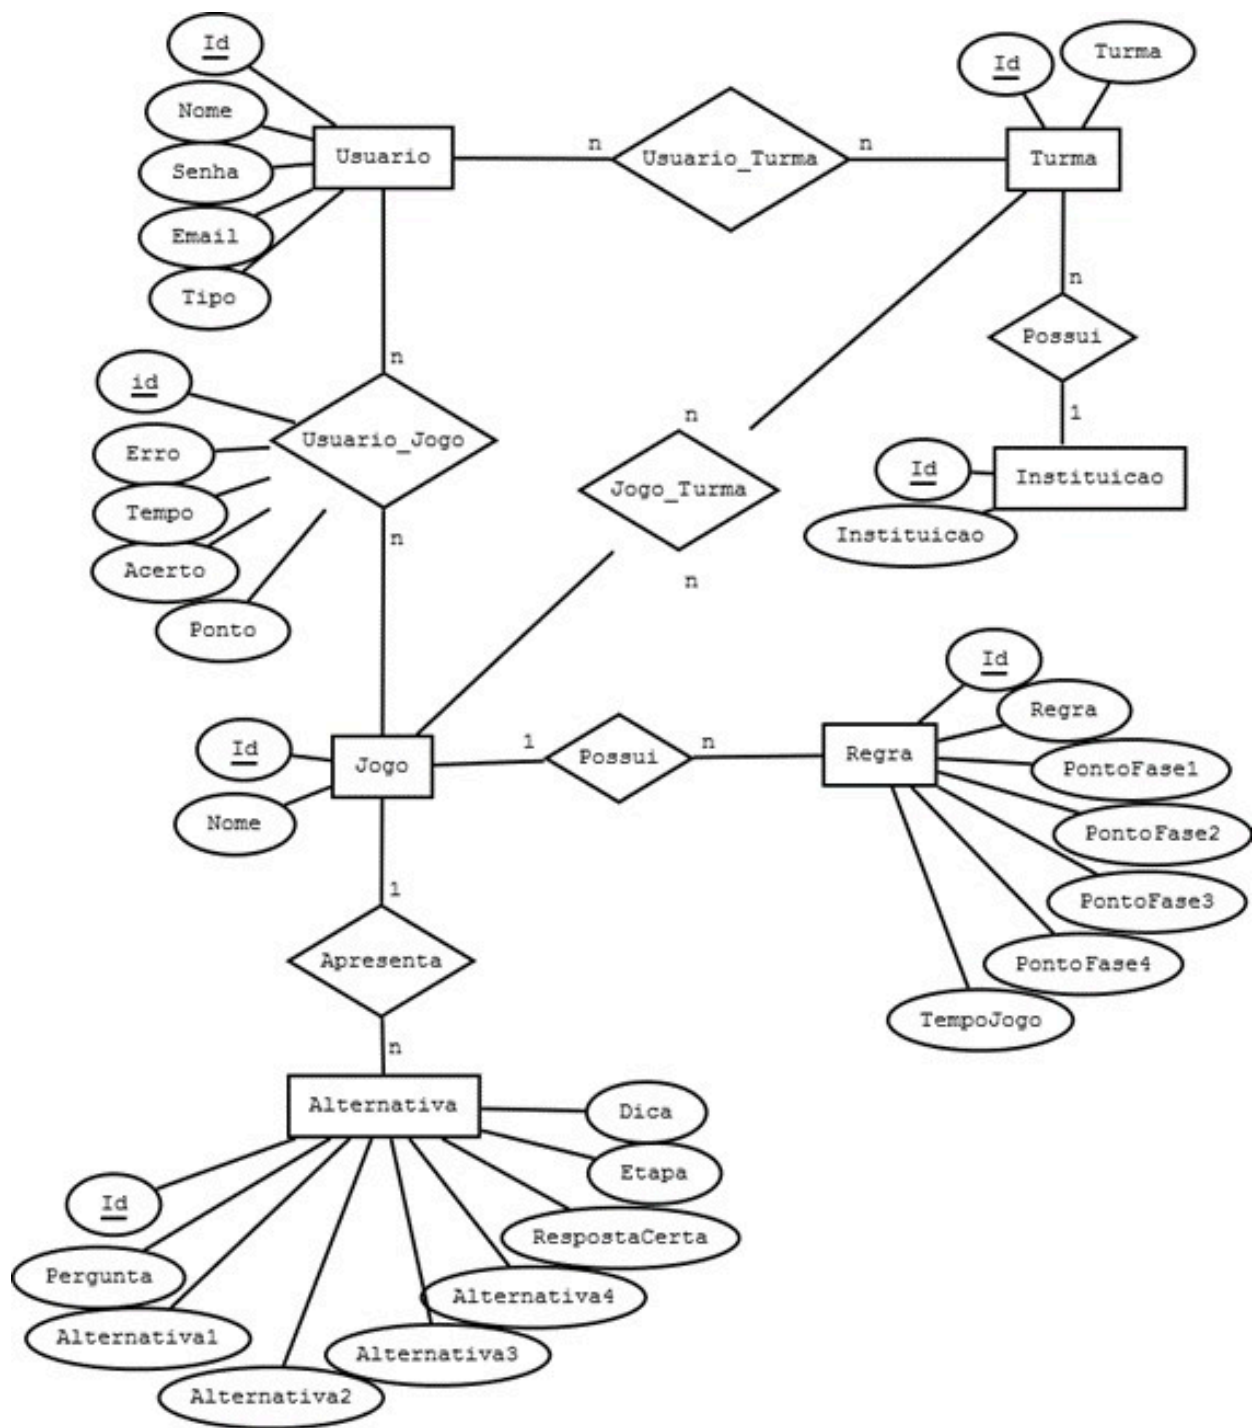 Id
Nome
Senha
Email
Tipo
Usuario
n
Usuario_Turma
n
Id
Turma
Turma
n
Possui
1
Id
Instituicao
Instituicao
n
id
Erro
Tempo
Acerto
Ponto
Usuario_Jogo
n
n
Jogo_Turma
n
Id
Nome
Jogo
1
Possui
n
Regra
Id
Regra
PontoFase1
PontoFase2
PontoFase3
PontoFase4
TempoJogo
1
Apresenta
n
Alternativa
Dica
Etapa
RespostaCerta
Id
Pergunta
Alternativa1
Alternativa2
Alternativa3
Alternativa4